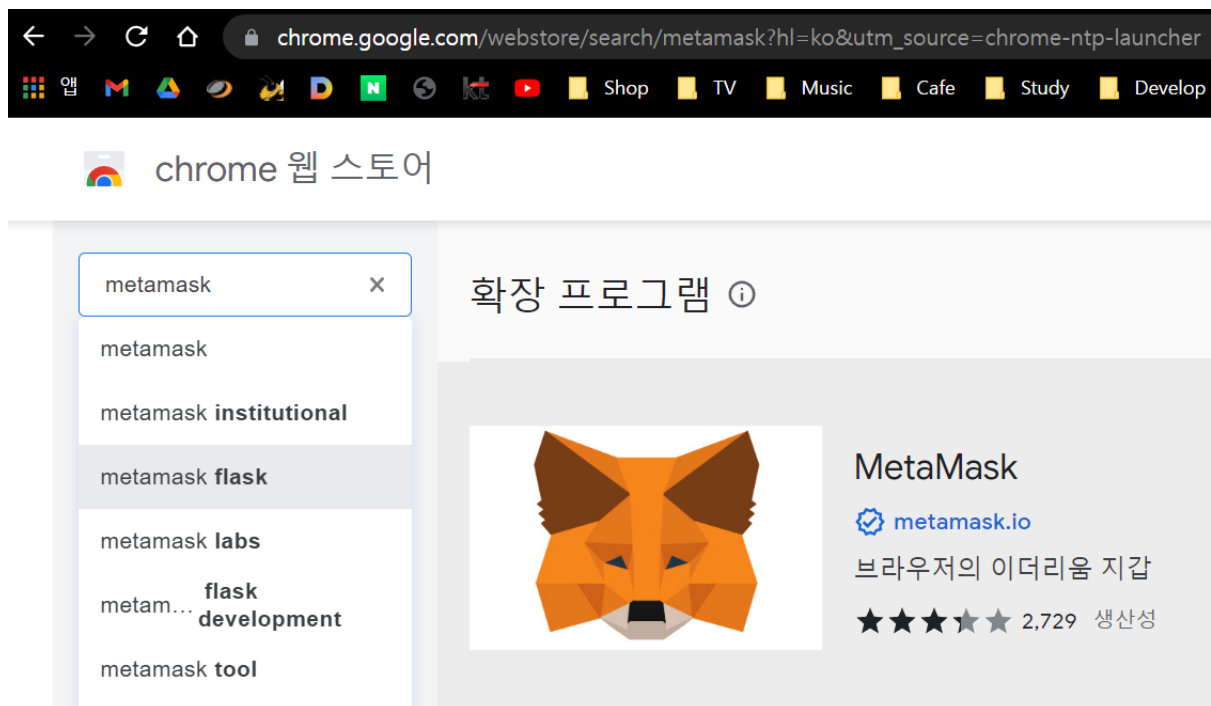 chrome.google.com/webstore/search/metamask?hl=ko&utm_source=chrome-ntp-launcher
앱 M D N kt Shop TV Music Cafe Study Develop
chrome 웹 스토어
metamask
확장 프로그램
metamask
metamask institutional
metamask flask
metamask labs
metam... flask
development
metamask tool
MetaMask
metamask.io
브라우저의 이더리움 지갑
2,729 생산성